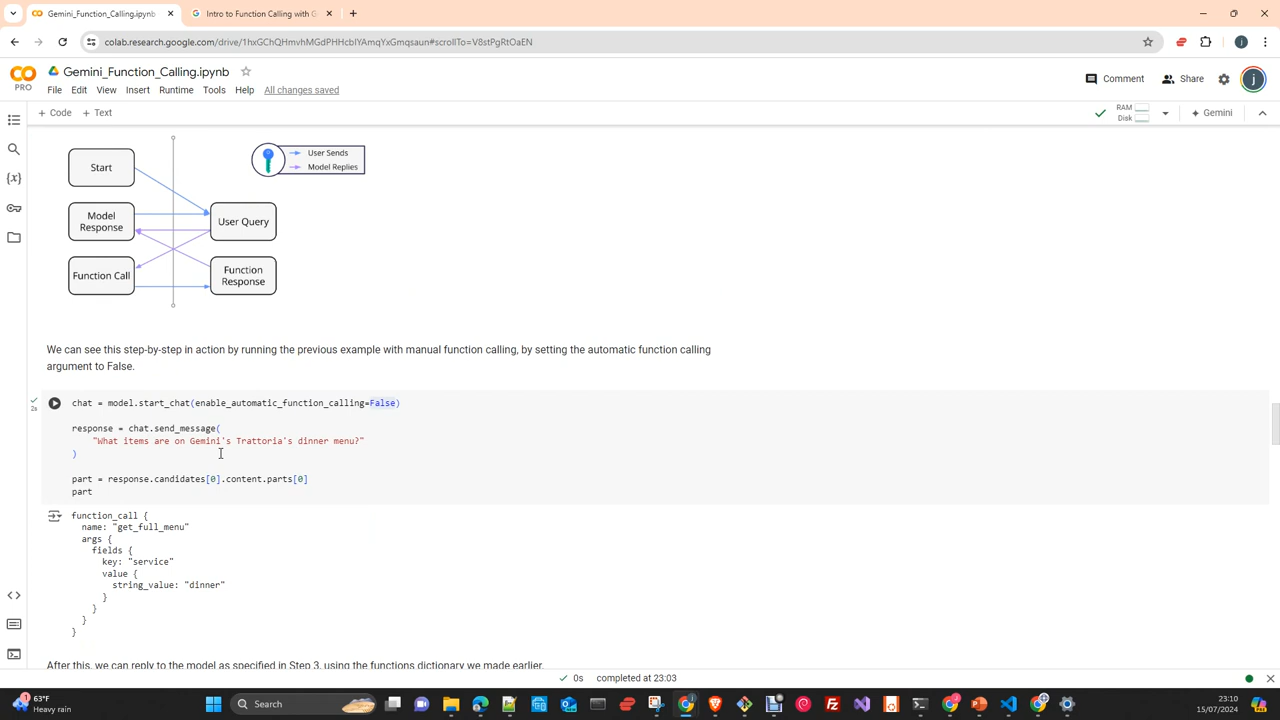 Gemini_Function_Calling.ipynb
Intro to Function Calling with G
colab.research.google.com/drive/1hxGChQHmvhMGdPHHcblYAmqYxGmqsaun#scrollTo=V8stPgRtOaEN
PRO
Gemini_Function_Calling.ipynb
File Edit View Insert Runtime Tools Help All changes saved
Comment
Share
j
+ Code + Text
RAM
Disk
Gemini
Start
User Sends
Model Replies
Model
Response
User Query
Function Call
Function
Response
We can see this step-by-step in action by running the previous example with manual function calling, by setting the automatic function calling
argument to False.
2s
chat = model.start_chat(enable_automatic_function_calling=False)
response = chat.send_message(
"What items are on Gemini's Trattoria's dinner menu?"
)
part = response.candidates[0].content.parts[0]
part
function_call {
name: "get_full_menu"
args {
fields {
key: "service"
value {
string_value: "dinner"
}
}
}
}
After this, we can reply to the model as specified in Step 3, using the functions dictionary we made earlier.
0s completed at 23:03
63°F
Heavy rain
Search
23:10
15/07/2024